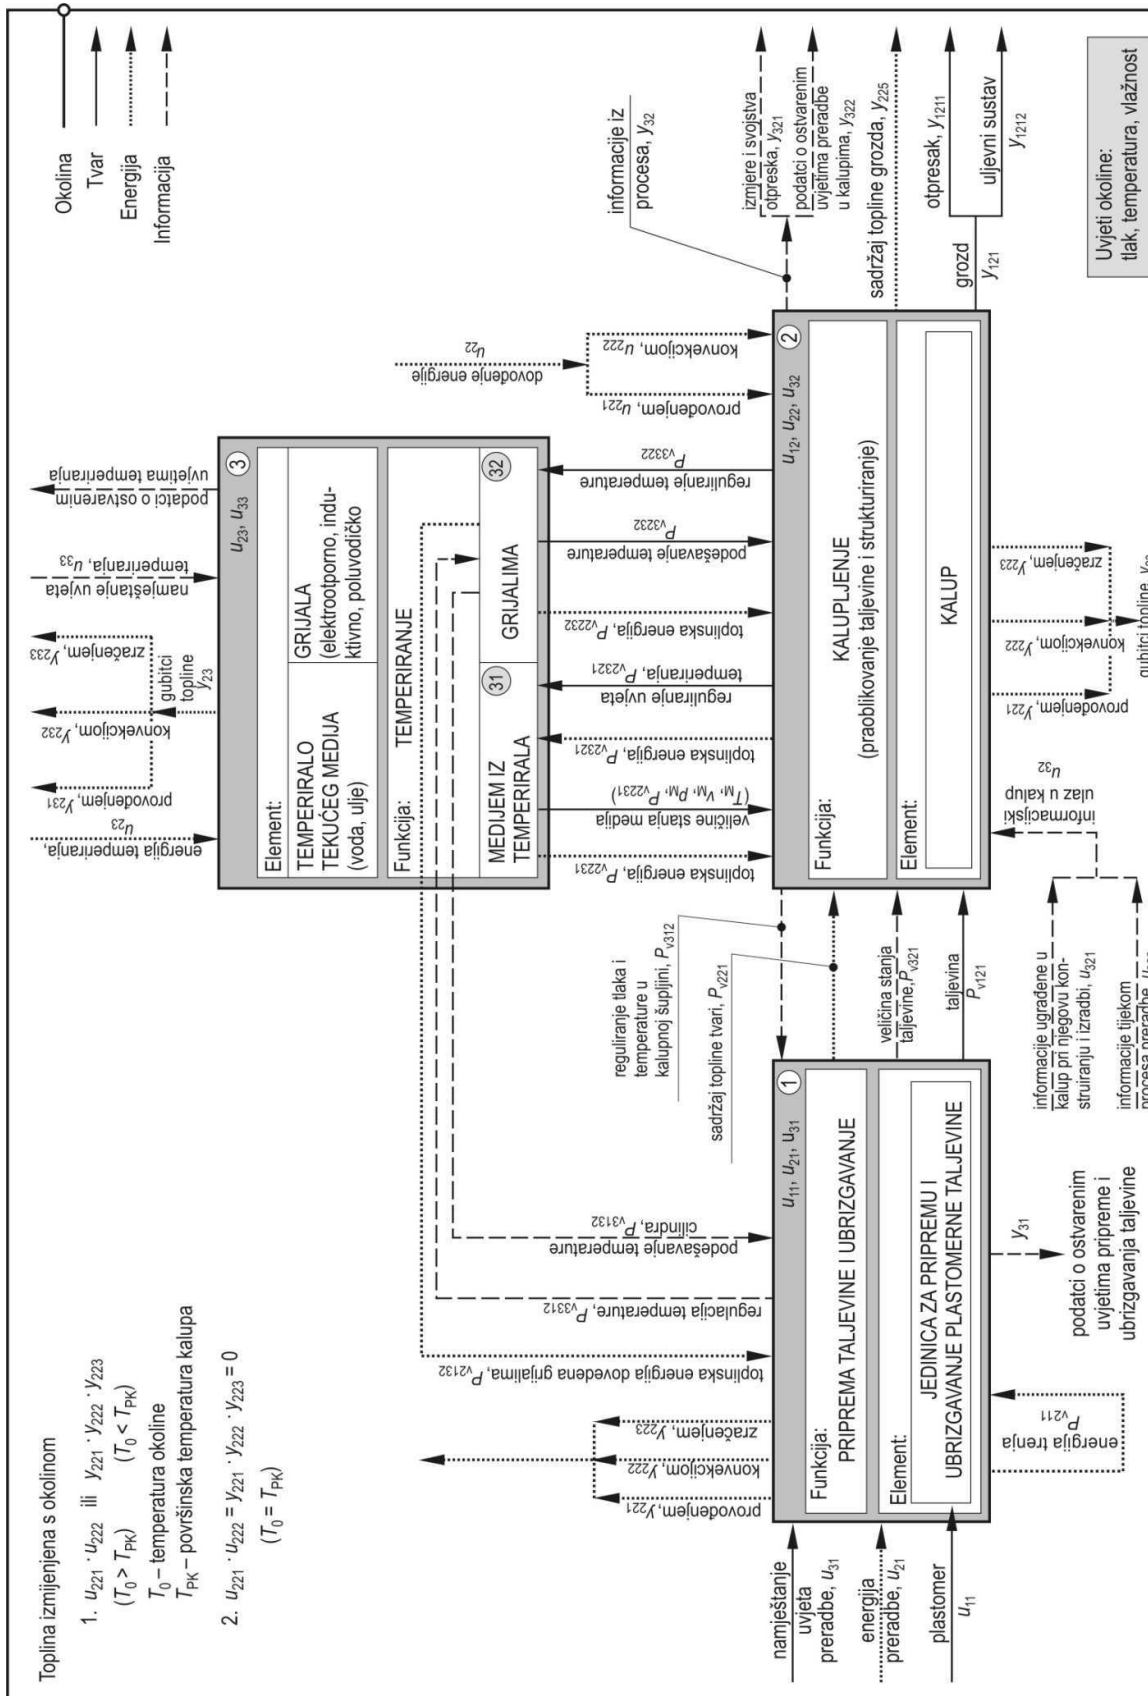 Toplina izmijenjena s okolinom
1. u221 · u222 ili y221 · y222 · y223
(T0 > TPK) (T0 < TPK)
T0 – temperatura okoline
TPK – površinska temperatura kalupa
2. u221 · u222 = y221 · y222 · y223 = 0
(T0 = TPK)
Okolina
Tvar
Energija
Informacija
energija temperiranja,
u23
provođenjem, y231
konvekcijom, y232
zračenjem, y233
gubitci
topline
y23
namještanje uvjeta
temperiranja, u33
podatci o ostvarenim
uvjetima temperiranja
u23, u33
3
Element:
TEMPERIRALO
TEKUĆEG MEDIJA
(voda, ulje)
GRIJALA
(elektrootporno, indu-
ktivno, poluvodičko
Funkcija:
TEMPERIRANJE
MEDIJEM IZ
TEMPERIRALA
31
GRIJALIMA
32
dovođenje energije
u22
provođenjem, u221
konvekcijom, u222
toplinska energija, Pv2231
veličine stanja medija
(TM, VM, pM, Pv2231)
toplinska energija, Pv2321
reguliranje uvjeta
temperiranja, Pv2321
toplinska energija, Pv2232
podešavanje temperature
Pv3232
reguliranje temperature
Pv3322
provođenjem, y221
konvekcijom, y222
zračenjem, y223
toplinska energija dovedena grijalima, Pv2132
regulacija temperature, Pv3312
podešavanje temperature
cilindra, Pv3132
reguliranje tlaka i
temperature u
kalupnoj šupljini, Pv312
sadržaj topline tvari, Pv221
informacije iz
procesa, y32
izmjere i svojstva
otpreska, y321
podatci o ostvarenim
uvjetima preradbe
u kalupima, y322
namještanje
uvjeta
preradbe, u31
energija
preradbe, u21
plastomer
u11
u11, u21, u31
1
Funkcija:
PRIPREMA TALJEVINE I UBRIZGAVANJE
Element:
JEDINICA ZA PRIPREMU I
UBRIZGAVANJE PLASTOMERNE TALJEVINE
veličina stanja
taljevine, Pv321
taljevina
Pv121
u12, u22, u32
2
Funkcija:
KALUPLJENJE
(praoblikovanje taljevine i strukturiranje)
Element:
KALUP
sadržaj topline grozda, y225
grozd
y121
otpresak, y1211
uljevni sustav
y1212
energija trenja
Pv211
y31
podatci o ostvarenim
uvjetima pripreme i
ubrizgavanja taljevine
informacije ugrađene u
kalup pri njegovu kon-
struiranju i izradbi, u321
informacije tijekom
informacijski
ulaz u kalup
u32
provođenjem, y221
konvekcijom, y222
zračenjem, y223
gubitci topline,
Uvjeti okoline:
tlak, temperatura, vlažnost